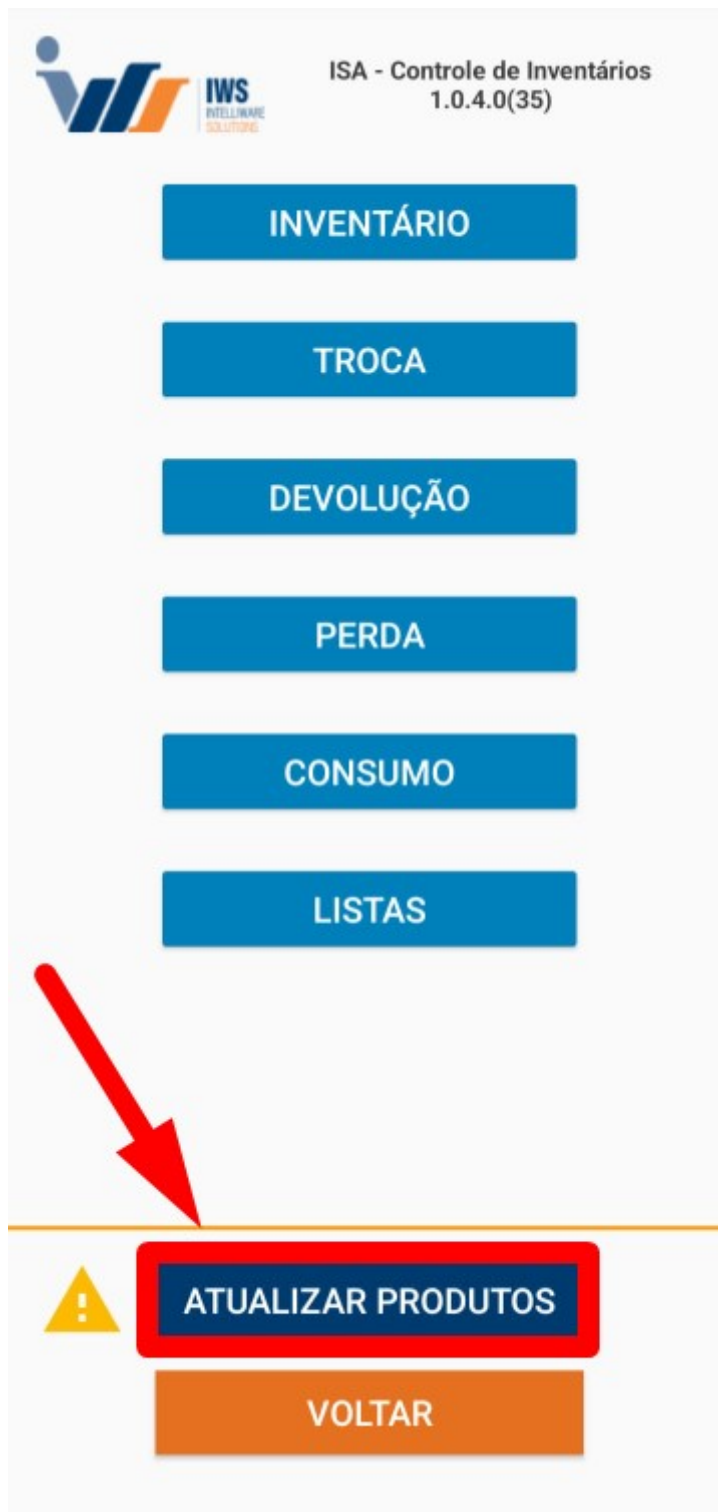 IWS
INTELLIWARE
SOLUTIONS
ISA - Controle de Inventários
1.0.4.0(35)
INVENTÁRIO
TROCA
DEVOLUÇÃO
PERDA
CONSUMO
LISTAS
ATUALIZAR PRODUTOS
VOLTAR